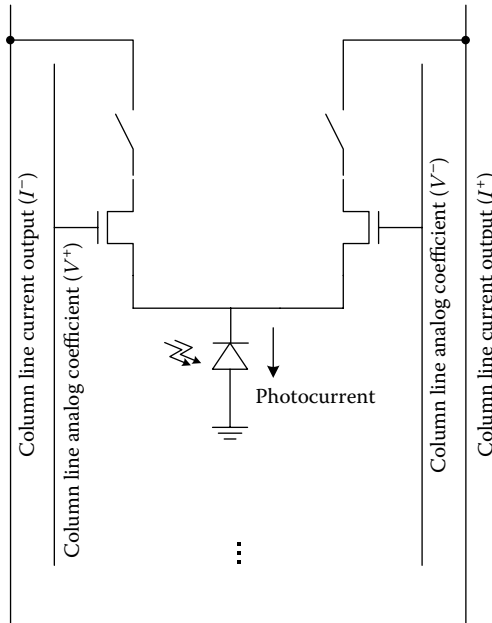 Column line current output (I⁻)
Column line analog coefficient (V⁺)
Photocurrent
Column line analog coefficient (V⁻)
Column line current output (I⁺)